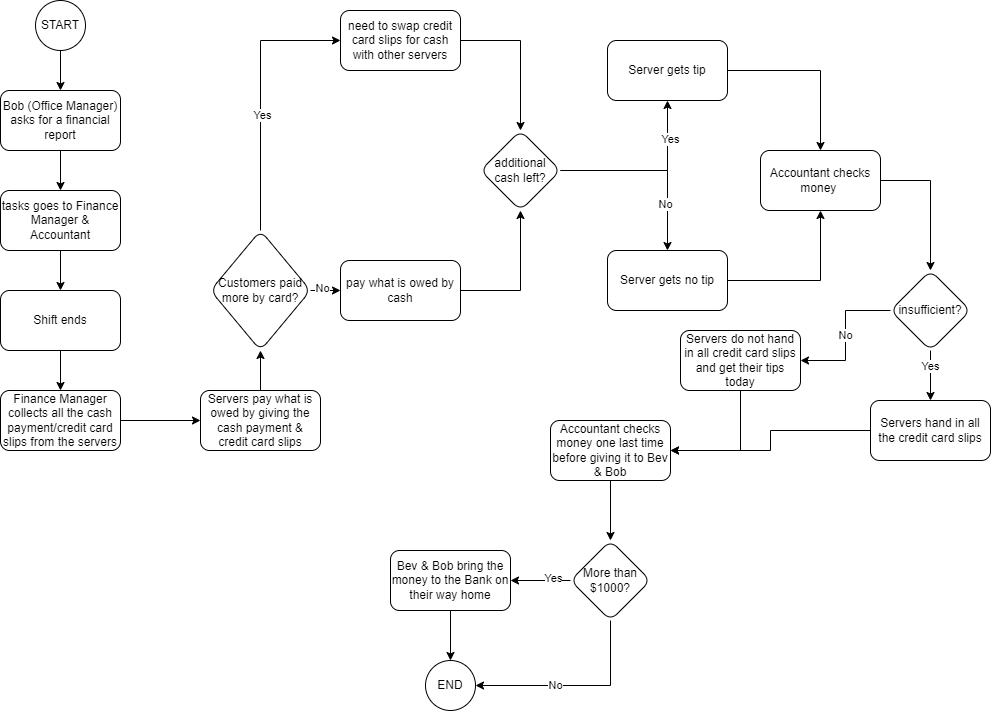 START
Bob (Office Manager)
asks for a financial
report
tasks goes to Finance
Manager &
Accountant
Shift ends
Finance Manager
collects all the cash
payment/credit card
slips from the servers
Servers pay what is
owed by giving the
cash payment &
credit card slips
Customers paid
more by card?
Yes
need to swap credit
card slips for cash
with other servers
No
pay what is owed by
cash
additional
cash left?
Yes
Server gets tip
No
Server gets no tip
Accountant checks
money
insufficient?
No
Servers do not hand
in all credit card slips
and get their tips
today
Yes
Servers hand in all
the credit card slips
Accountant checks
money one last time
before giving it to Bev
& Bob
More than
$1000?
Yes
Bev & Bob bring the
money to the Bank on
their way home
No
END